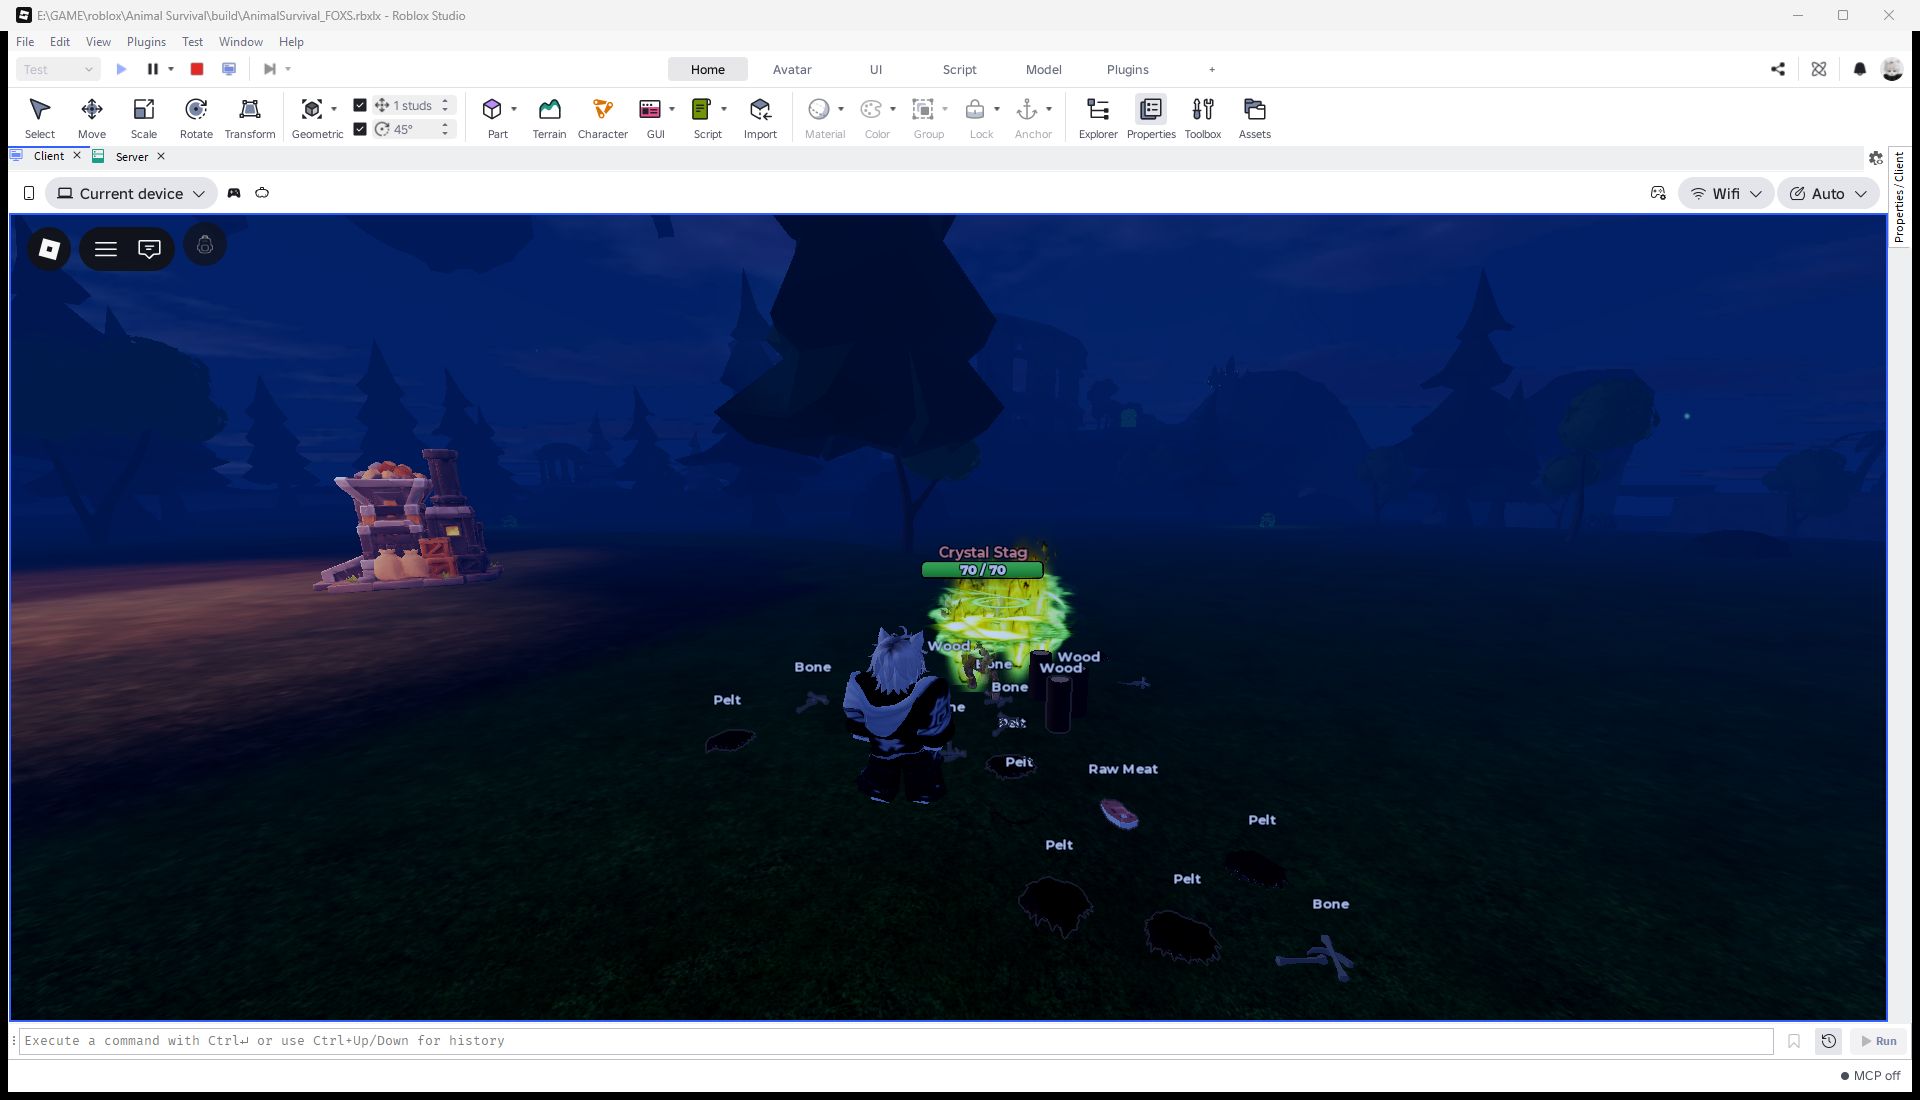 E:\GAME\roblox\Animal Survival\build\AnimalSurvival_FOXS.rbxlx - Roblox Studio
File Edit View Plugins Test Window Help
Test
Home Avatar UI Script Model Plugins +
1 studs
45°
Select Move Scale Rotate Transform Geometric Part Terrain Character GUI Script Import Material Color Group Lock Anchor Explorer Properties Toolbox Assets
Client Server
Properties / Client
Current device Wifi Auto
Crystal Stag
70 / 70
Wood
Wood
Bone
Wood
Bone
Bone
Pelt
ne
Pelt
Pelt
Raw Meat
Pelt
Pelt
Pelt
Bone
Execute a command with Ctrl↵ or use Ctrl+Up/Down for history
Run
MCP off